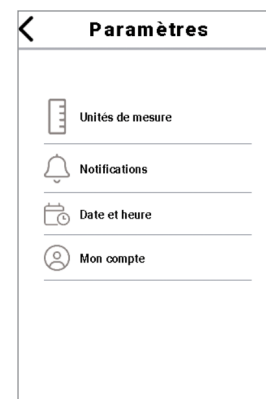 Paramètres
Unités de mesure
Notifications
Date et heure
Mon compte